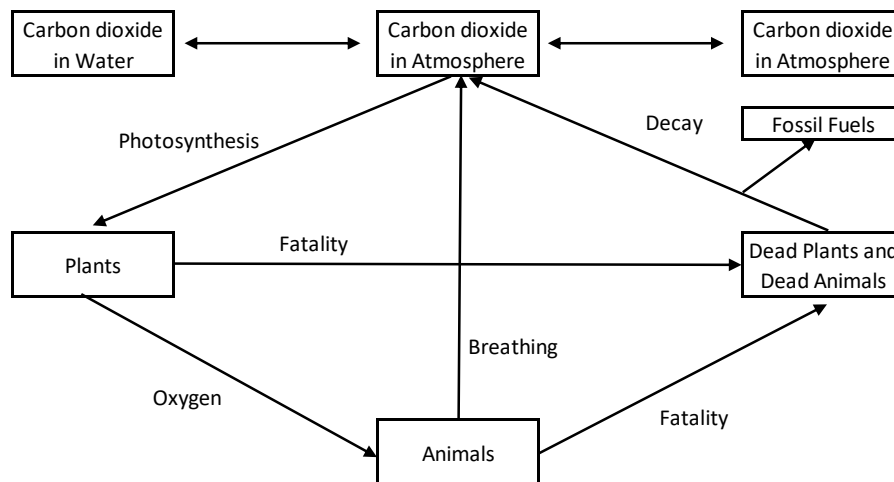 Carbon dioxide
in Water
Carbon dioxide
in Atmosphere
Carbon dioxide
in Atmosphere
Photosynthesis
Decay
Fossil Fuels
Plants
Fatality
Dead Plants and
Dead Animals
Oxygen
Breathing
Fatality
Animals